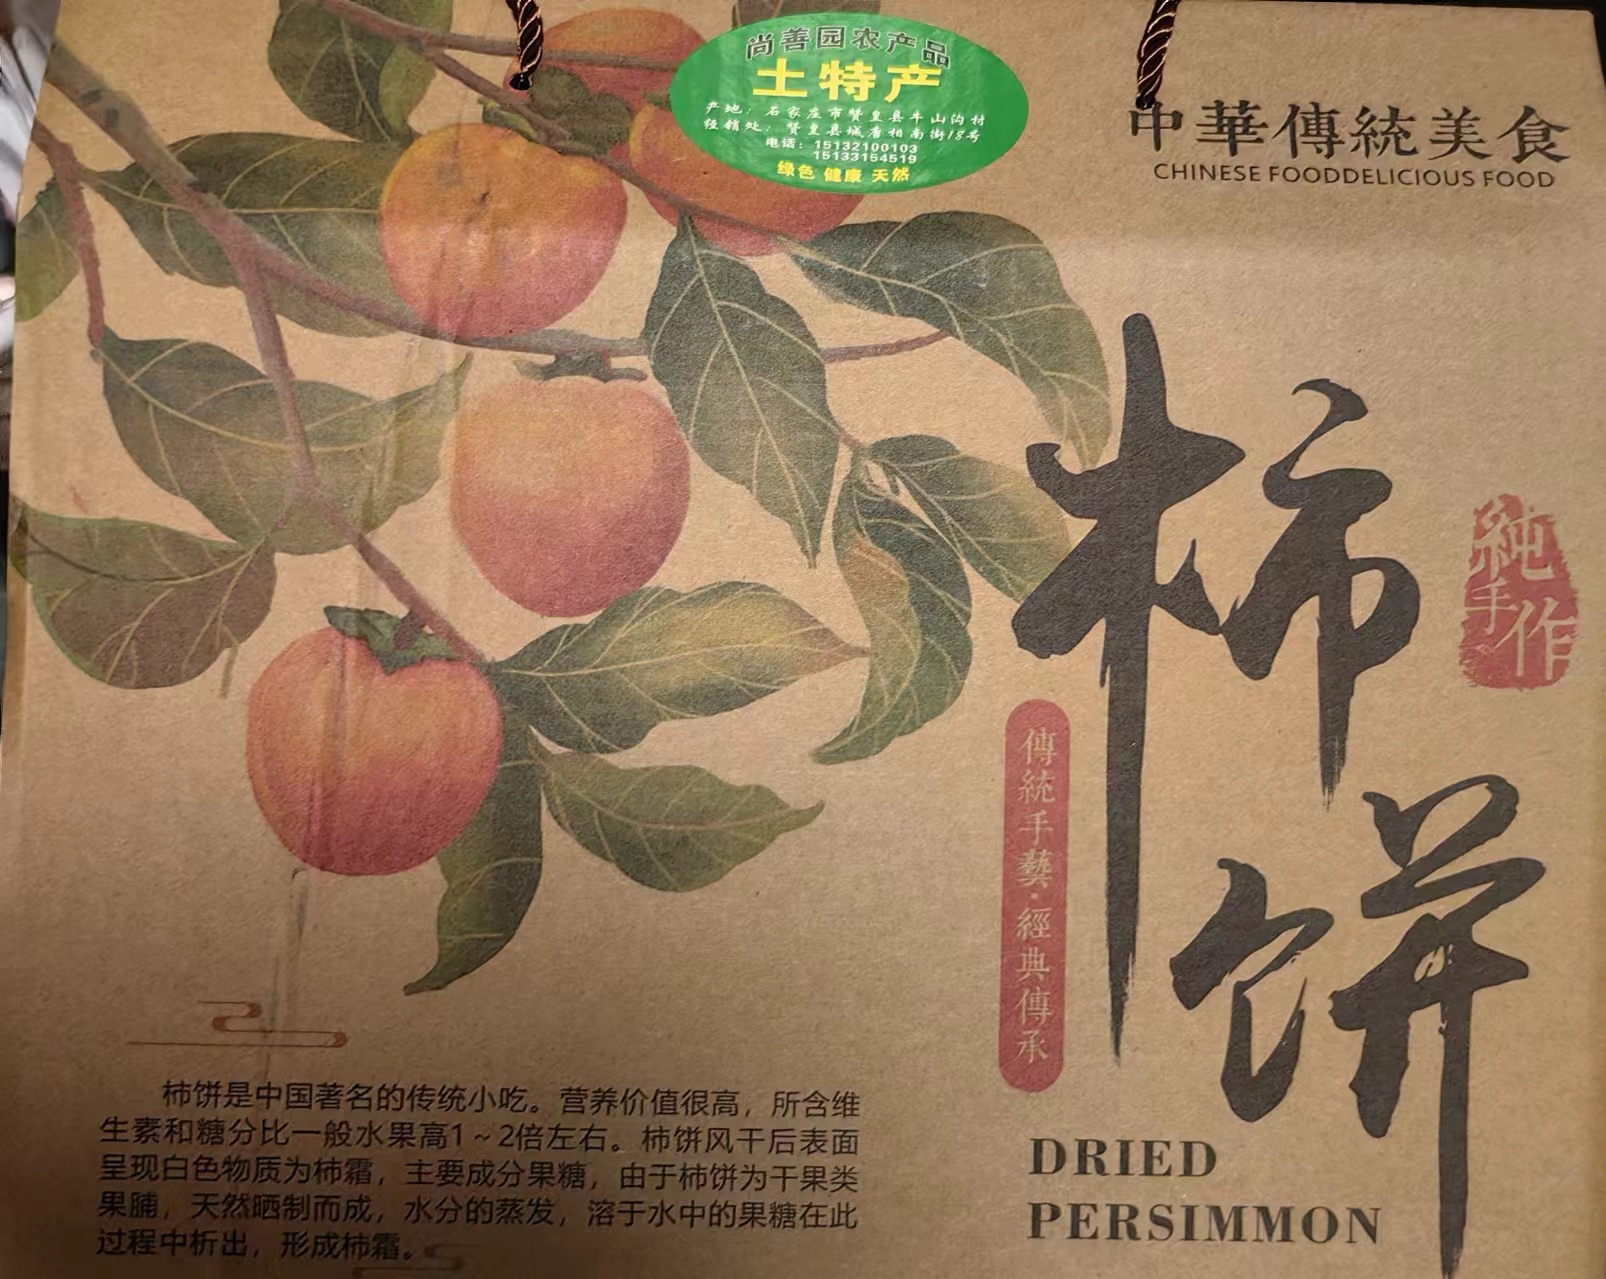 尚善园农产品
土特产
产地：石家庄市赞皇县牛山沟村
经销处：赞皇县城唐相南街18号
电话：15132100103
15133154519
绿色 健康 天然
中華傳統美食
CHINESE FOODDELICIOUS FOOD
柿饼
純手作
傳統手藝·經典傳承
DRIED
PERSIMMON
柿饼是中国著名的传统小吃。营养价值很高，所含维
生素和糖分比一般水果高1～2倍左右。柿饼风干后表面
呈现白色物质为柿霜，主要成分果糖，由于柿饼为干果类
果脯，天然晒制而成，水分的蒸发，溶于水中的果糖在此
过程中析出，形成柿霜。